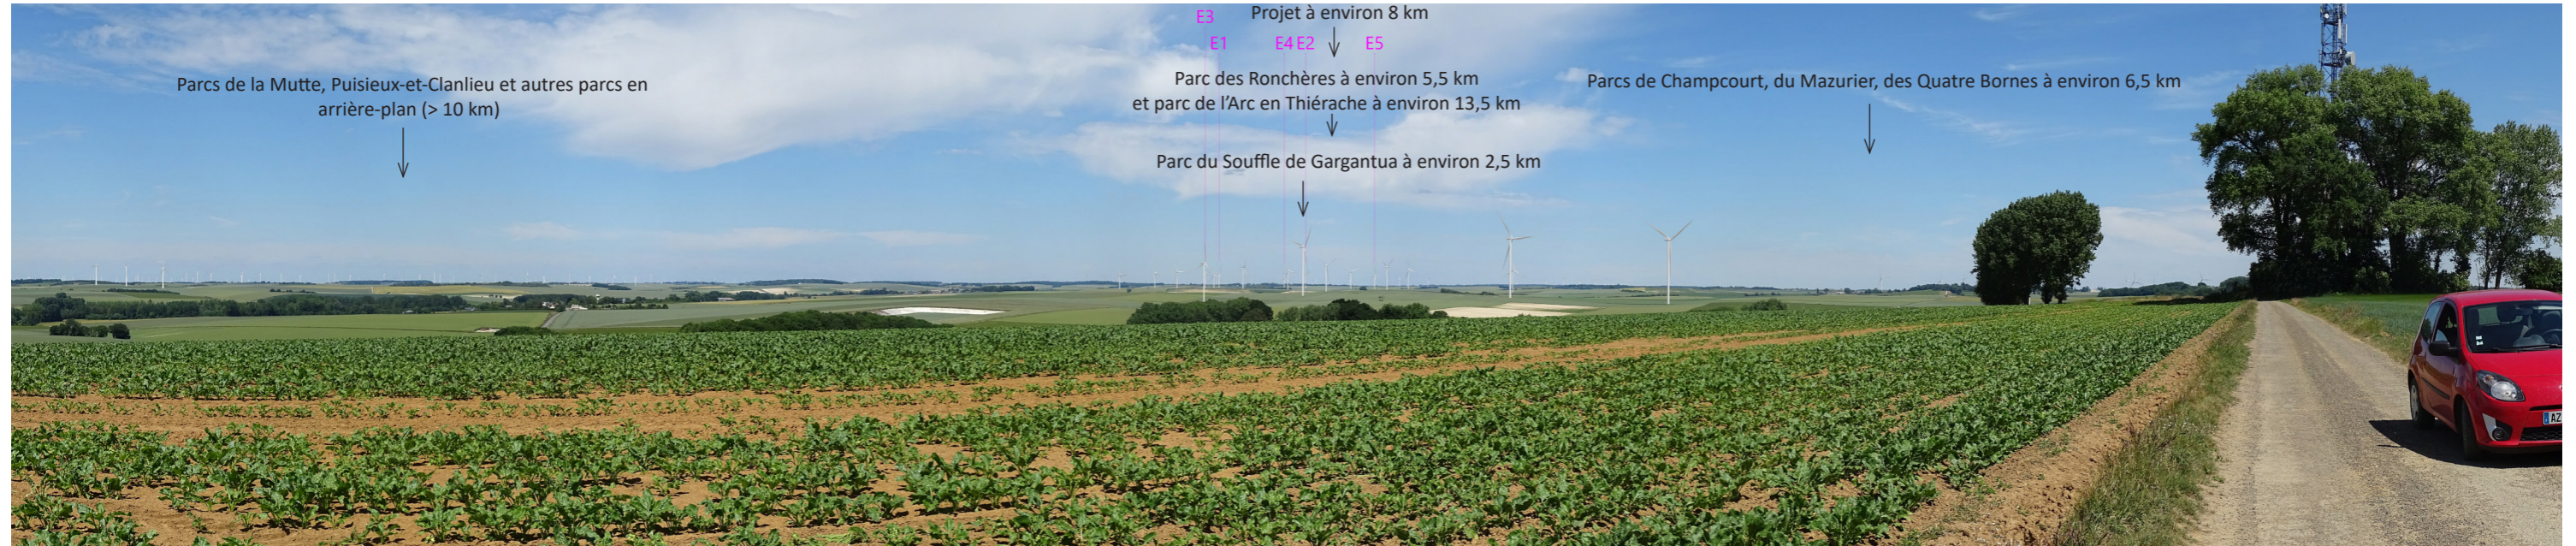 E3
Projet à environ 8 km
E1
E4 E2
E5
Parcs de la Mutte, Puisieux-et-Clanlieu et autres parcs en
arrière-plan (> 10 km)
Parc des Ronchères à environ 5,5 km
et parc de l'Arc en Thiérache à environ 13,5 km
Parcs de Champcourt, du Mazurier, des Quatre Bornes à environ 6,5 km
Parc du Souffle de Gargantua à environ 2,5 km
AZ